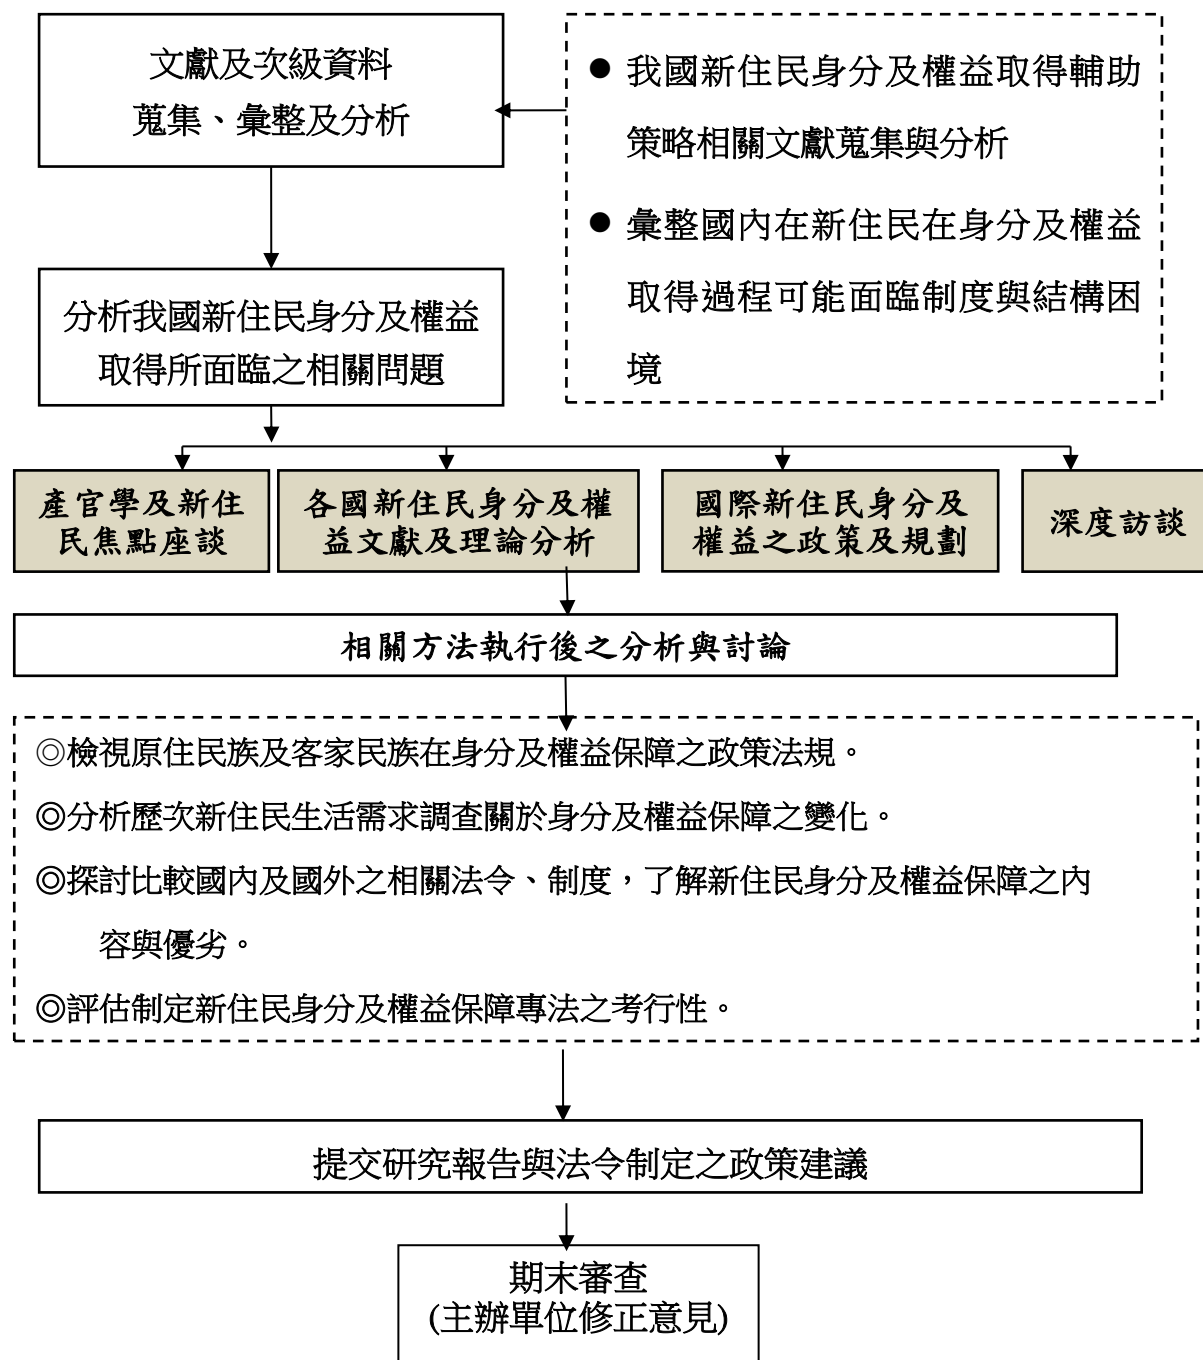 文獻及次級資料
蒐集、彙整及分析
● 我國新住民身分及權益取得輔助
策略相關文獻蒐集與分析
● 彙整國內在新住民在身分及權益
取得過程可能面臨制度與結構困
境
分析我國新住民身分及權益
取得所面臨之相關問題
產官學及新住
民焦點座談
各國新住民身分及權
益文獻及理論分析
國際新住民身分及
權益之政策及規劃
深度訪談
相關方法執行後之分析與討論
◎檢視原住民族及客家民族在身分及權益保障之政策法規。
◎分析歷次新住民生活需求調查關於身分及權益保障之變化。
◎探討比較國內及國外之相關法令、制度，了解新住民身分及權益保障之內
容與優劣。
◎評估制定新住民身分及權益保障專法之考行性。
提交研究報告與法令制定之政策建議
期末審查
(主辦單位修正意見)